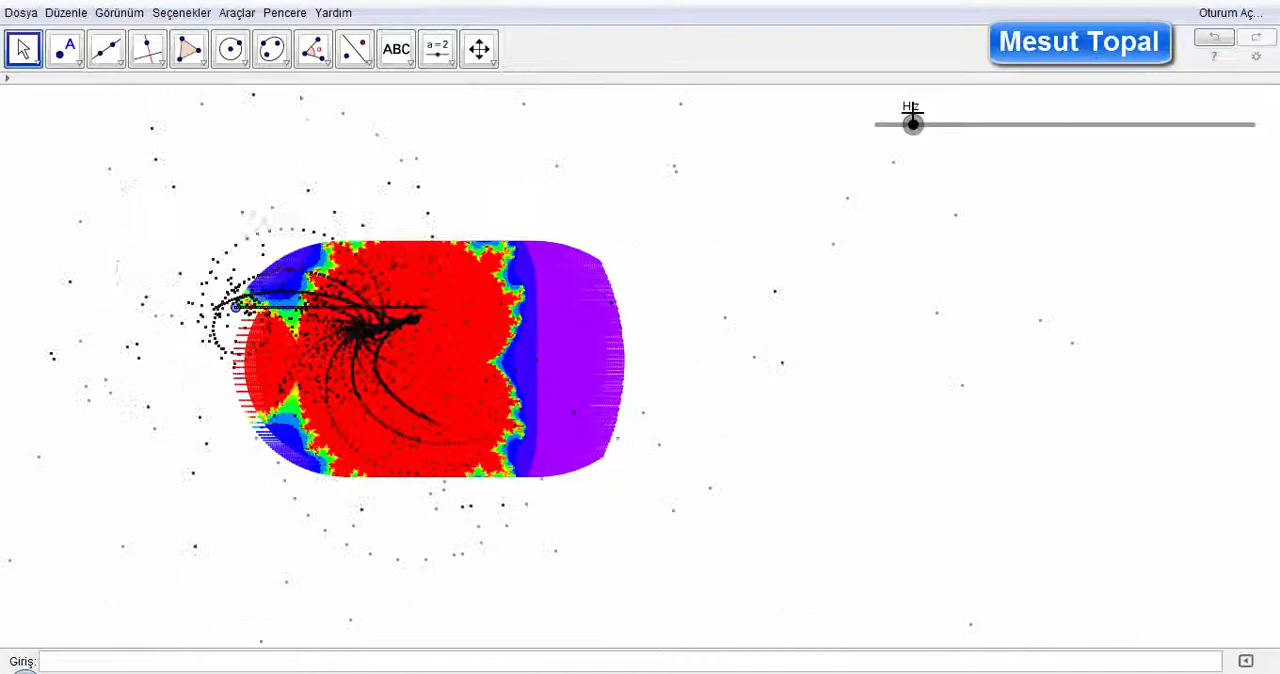 Dosya Düzenle Görünüm Seçenekler Araçlar Pencere Yardım
Oturum Aç...
A
ABC
a=2
Mesut Topal
?
Hız
Giriş: